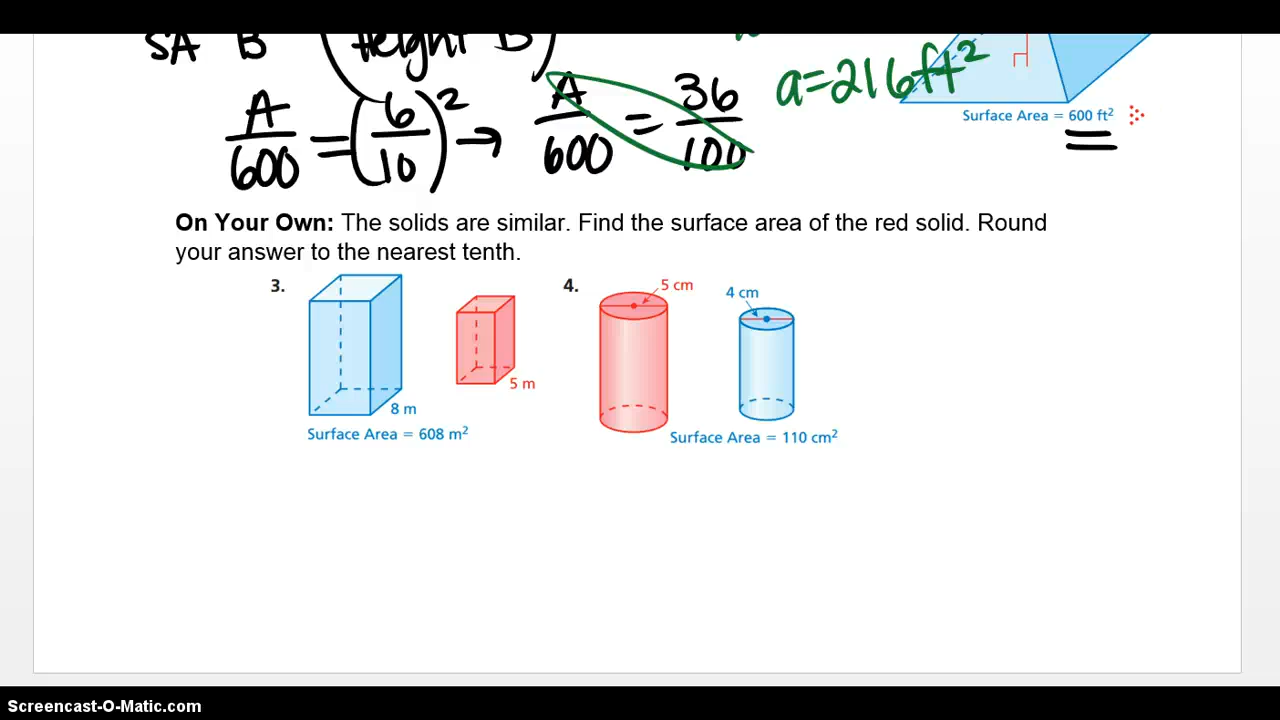 SA B
Height B
A/600 = (6/10)² → A/600 = 36/100
a=216ft²
Surface Area = 600 ft²
On Your Own: The solids are similar. Find the surface area of the red solid. Round
your answer to the nearest tenth.
3.
8 m
5 m
Surface Area = 608 m²
4.
5 cm
4 cm
Surface Area = 110 cm²
Screencast-O-Matic.com